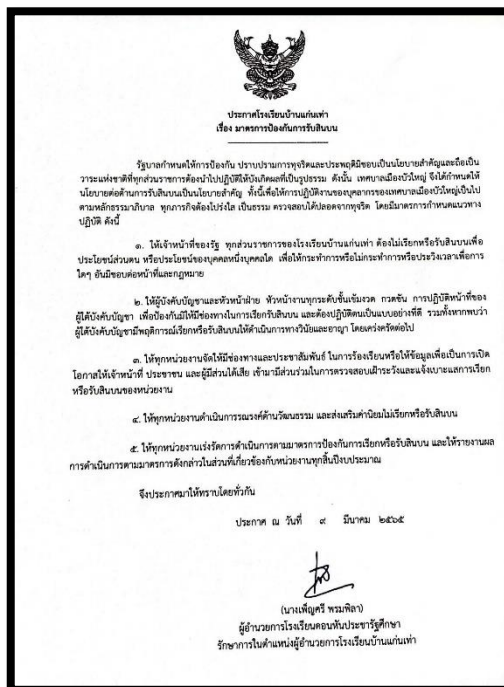 ประกาศโรงเรียนบ้านแก่นเท่า
เรื่อง มาตรการป้องกันการรับสินบน
รัฐบาลกำหนดให้การป้องกัน ปราบปรามการทุจริตและประพฤติมิชอบเป็นนโยบายสำคัญและถือเป็น
วาระแห่งชาติที่ทุกส่วนราชการต้องนำไปปฏิบัติให้บังเกิดผลที่เป็นรูปธรรม ดังนั้น เทศบาลเมืองบัวใหญ่ จึงได้กำหนดให้
นโยบายต่อต้านการรับสินบนเป็นนโยบายสำคัญ ทั้งนี้เพื่อให้การปฏิบัติงานของบุคลากรของเทศบาลเมืองบัวใหญ่เป็นไป
ตามหลักธรรมาภิบาล ทุกภารกิจต้องโปร่งใส เป็นธรรม ตรวจสอบได้ปลอดจากทุจริต โดยมีมาตรการกำหนดแนวทาง
ปฏิบัติ ดังนี้
๑. ให้เจ้าหน้าที่ของรัฐ ทุกส่วนราชการของโรงเรียนบ้านแก่นเท่า ต้องไม่เรียกหรือรับสินบนเพื่อ
ประโยชน์ส่วนตน หรือประโยชน์ของบุคคลหนึ่งบุคคลใด เพื่อให้กระทำการหรือไม่กระทำการหรือประวิงเวลาเพื่อการ
ใดๆ อันมิชอบต่อหน้าที่และกฎหมาย
๒. ให้ผู้บังคับบัญชาและหัวหน้าฝ่าย หัวหน้างานทุกระดับชั้นเข้มงวด กวดขัน การปฏิบัติหน้าที่ของ
ผู้ใต้บังคับบัญชา เพื่อป้องกันมิให้มีช่องทางในการเรียกรับสินบน และต้องปฏิบัติตนเป็นแบบอย่างที่ดี รวมทั้งหากพบว่า
ผู้ใต้บังคับบัญชามีพฤติการณ์เรียกหรือรับสินบนให้ดำเนินการทางวินัยและอาญา โดยเคร่งครัดต่อไป
๓. ให้ทุกหน่วยงานจัดให้มีช่องทางและประชาสัมพันธ์ ในการร้องเรียนหรือให้ข้อมูลเพื่อเป็นการเปิด
โอกาสให้เจ้าหน้าที่ ประชาชน และผู้มีส่วนได้เสีย เข้ามามีส่วนร่วมในการตรวจสอบเฝ้าระวังและแจ้งเบาะแสการเรียก
หรือรับสินบนของหน่วยงาน
๔. ให้ทุกหน่วยงานดำเนินการรณรงค์ด้านวัฒนธรรม และส่งเสริมค่านิยมไม่เรียกหรือรับสินบน
๕. ให้ทุกหน่วยงานเร่งรัดการดำเนินการตามมาตรการป้องกันการเรียกหรือรับสินบน และให้รายงานผล
การดำเนินการตามมาตรการดังกล่าวในส่วนที่เกี่ยวข้องกับหน่วยงานทุกสิ้นปีงบประมาณ
จึงประกาศมาให้ทราบโดยทั่วกัน
ประกาศ ณ วันที่ ๙ มีนาคม ๒๕๖๕
(นางเพ็ญศรี พรมพิลา)
ผู้อำนวยการโรงเรียนดอนหันประชารัฐศึกษา
รักษาการในตำแหน่งผู้อำนวยการโรงเรียนบ้านแก่นเท่า